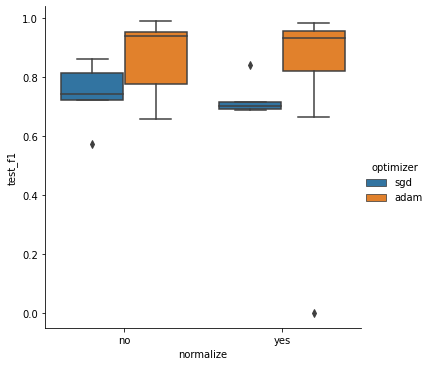 1.0
0.8
0.6
0.4
0.2
0.0
test_f1
no
yes
normalize
optimizer
sgd
adam